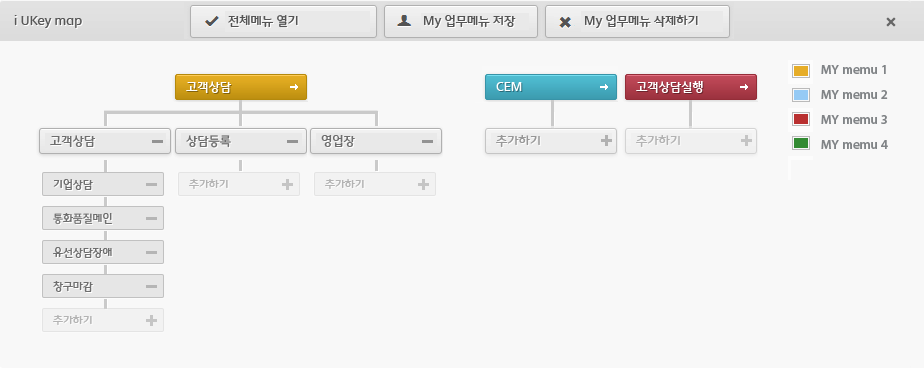 i UKey map
전체메뉴 열기
My 업무메뉴 저장
My 업무메뉴 삭제하기
고객상담
CEM
고객상담실행
MY memu 1
MY memu 2
MY memu 3
MY memu 4
고객상담
상담등록
영업장
추가하기
추가하기
기업상담
추가하기
추가하기
통화품질메인
유선상담장애
창구마감
추가하기